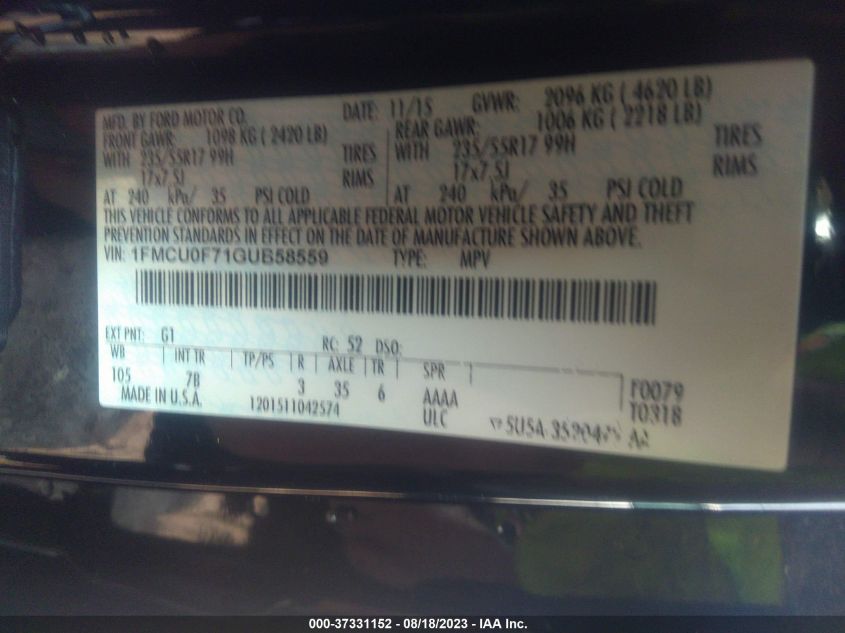 MFD. BY FORD MOTOR CO. DATE: 11/15 GVWR: 2096 KG ( 4620 LB)
FRONT GAWR: 1098 KG ( 2420 LB) REAR GAWR: 1006 KG ( 2218 LB)
WITH 235/55R17 99H TIRES WITH 235/55R17 99H TIRES
17x7.5J RIMS 17x7.5J RIMS
AT 240 kPa/ 35 PSI COLD AT 240 kPa/ 35 PSI COLD
THIS VEHICLE CONFORMS TO ALL APPLICABLE FEDERAL MOTOR VEHICLE SAFETY AND THEFT
PREVENTION STANDARDS IN EFFECT ON THE DATE OF MANUFACTURE SHOWN ABOVE.
VIN: 1FMCU0F71GUB58559 TYPE: MPV
EXT PNT: G1 RC: 52 DSO:
WB INT TR TP/PS R AXLE TR SPR
105 7B 3 35 6 AAAA F0079
MADE IN U.S.A. 1201511042574 ULC T0318
000-37331152 - 08/18/2023 - IAA Inc.